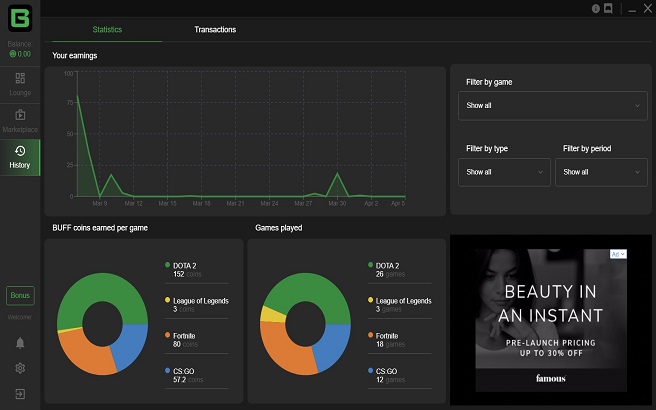 B
Statistics
Transactions
Balance
0.00
Lounge
Marketplace
History
Your earnings
100
75
50
25
0
Mar 9
Mar 12
Mar 15
Mar 18
Mar 21
Mar 24
Mar 27
Mar 30
Apr 2
Apr 5
Filter by game
Show all
Filter by type
Filter by period
Show all
Show all
BUFF coins earned per game
DOTA 2
152 coins
League of Legends
3 coins
Fortnite
80 coins
CS:GO
57.2 coins
Games played
DOTA 2
26 games
League of Legends
3 games
Fortnite
18 games
CS:GO
12 games
Ad
BEAUTY IN
AN INSTANT
PRE-LAUNCH PRICING
UP TO 30% OFF
famous
Bonus
Welcome